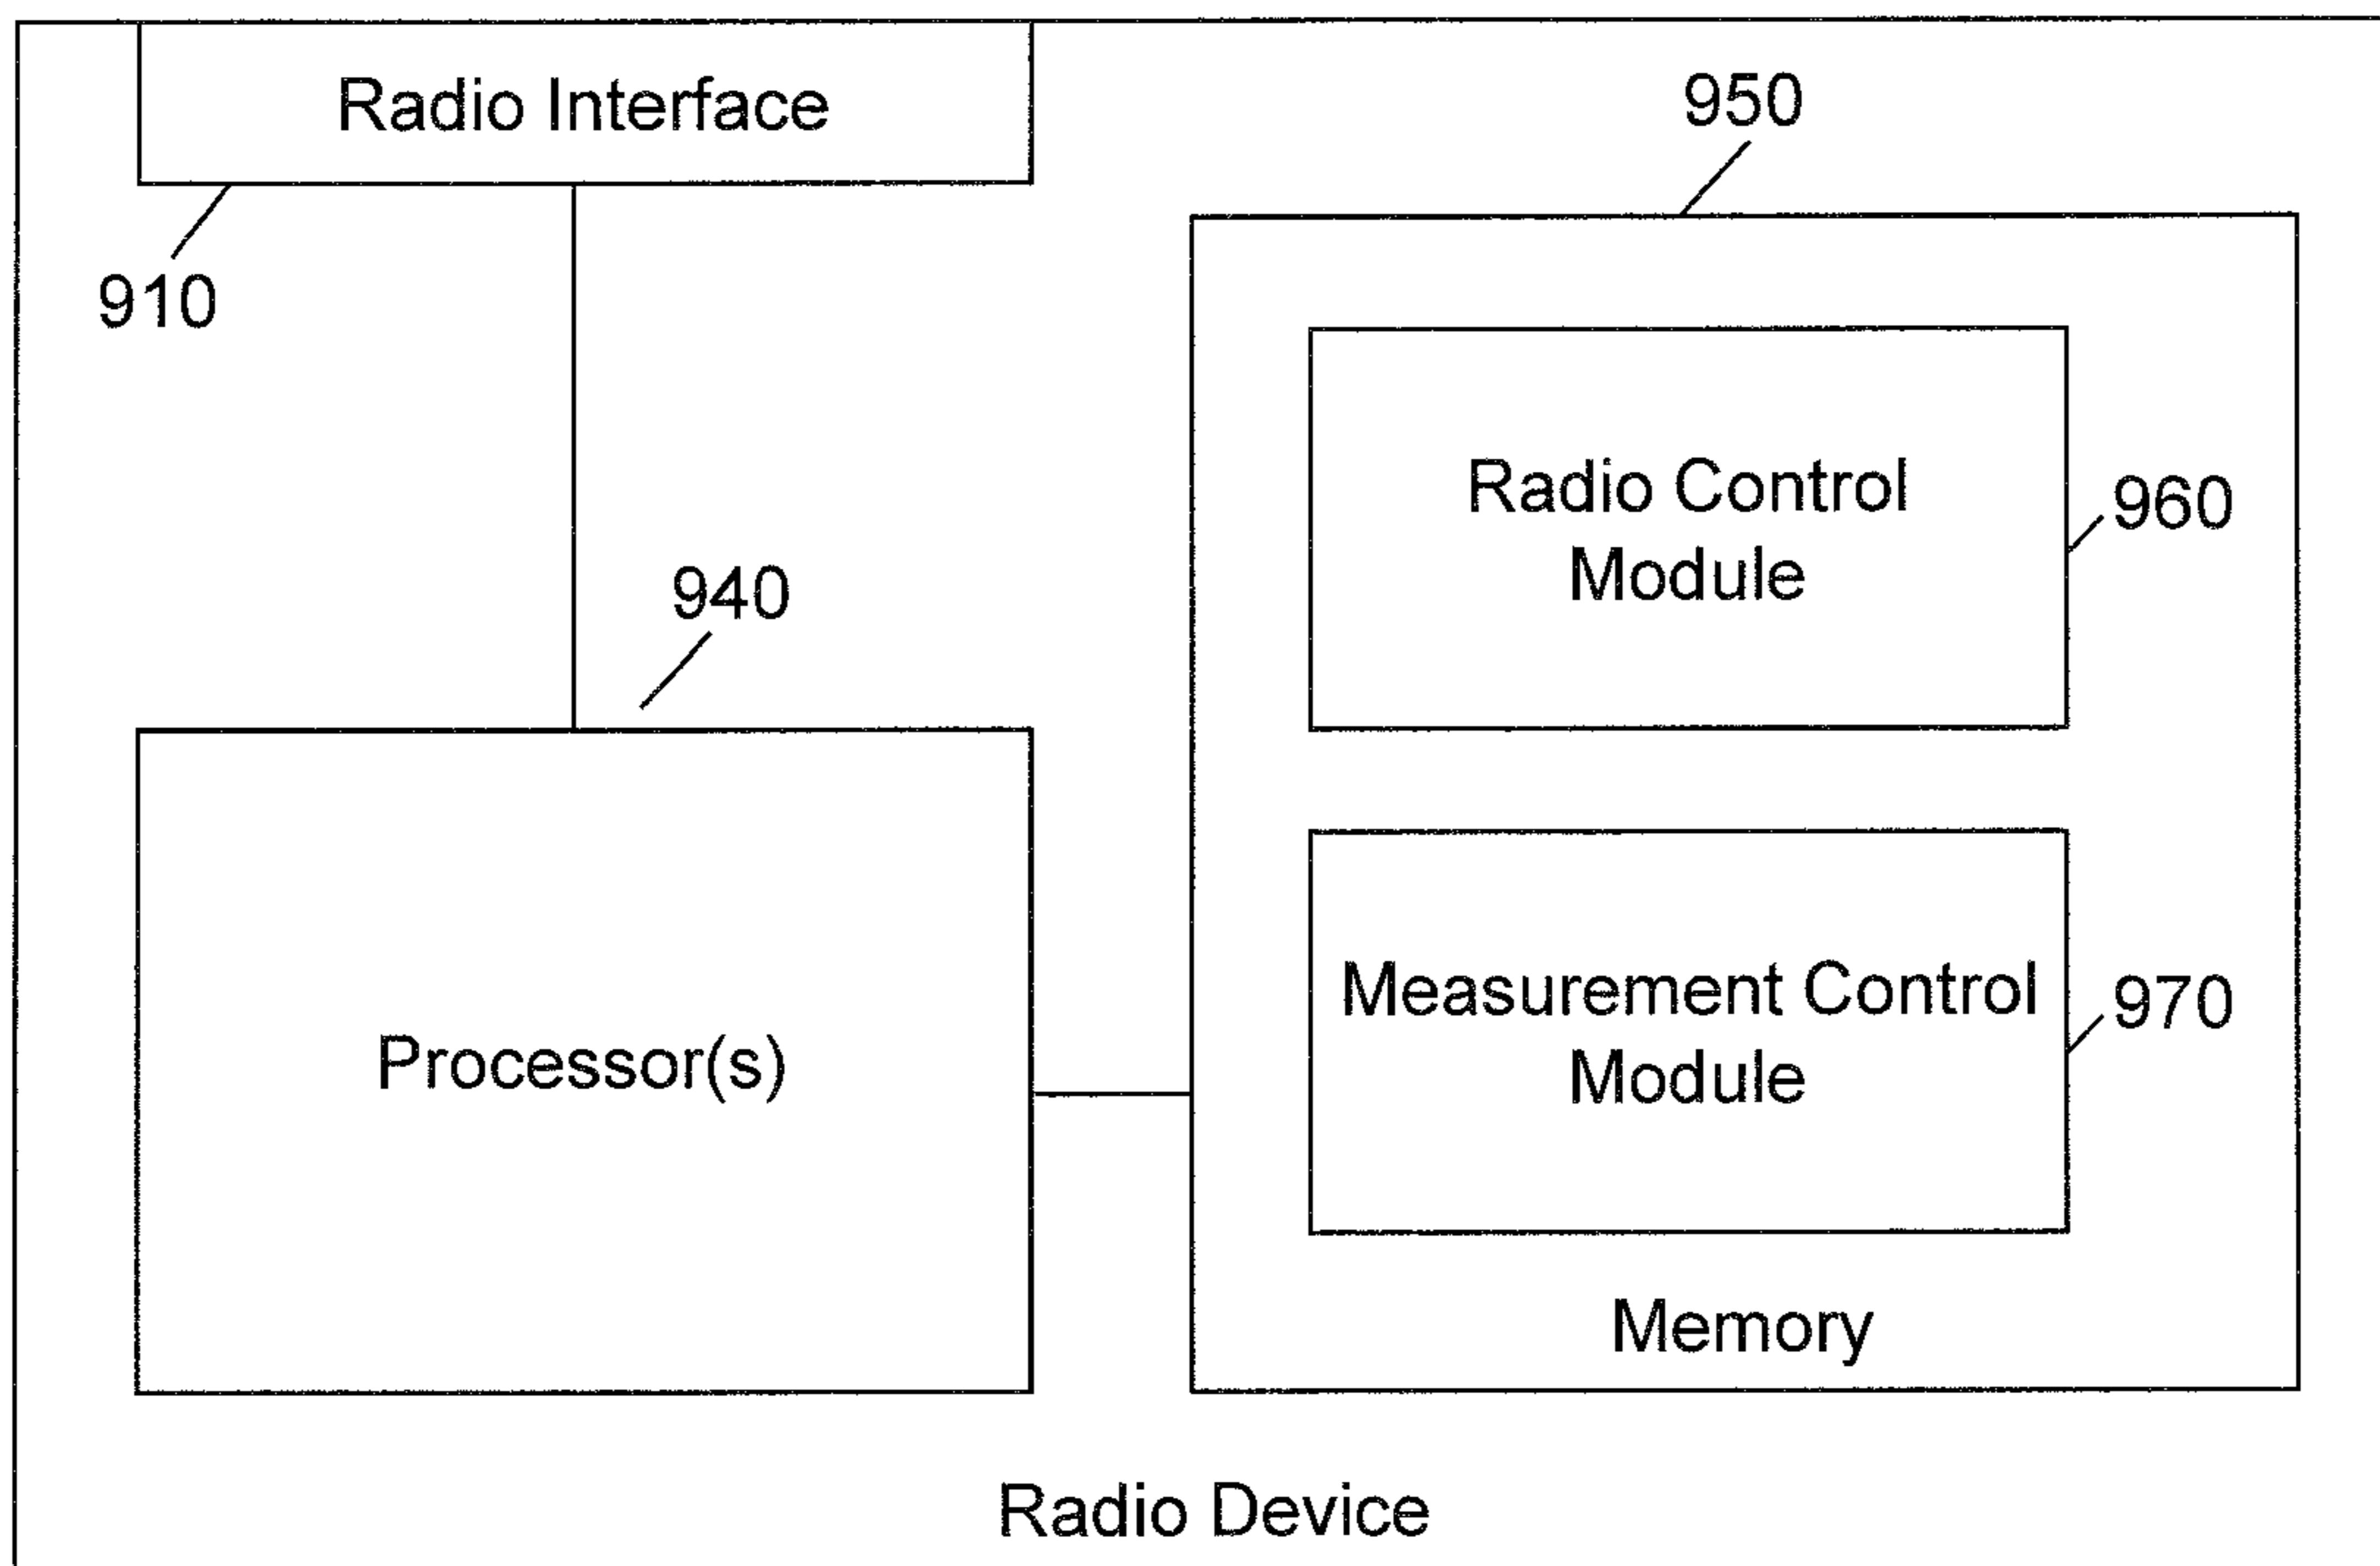 Radio Interface
910
950
Radio Control
Module
960
940
Processor(s)
Measurement Control
Module
970
Memory
Radio Device